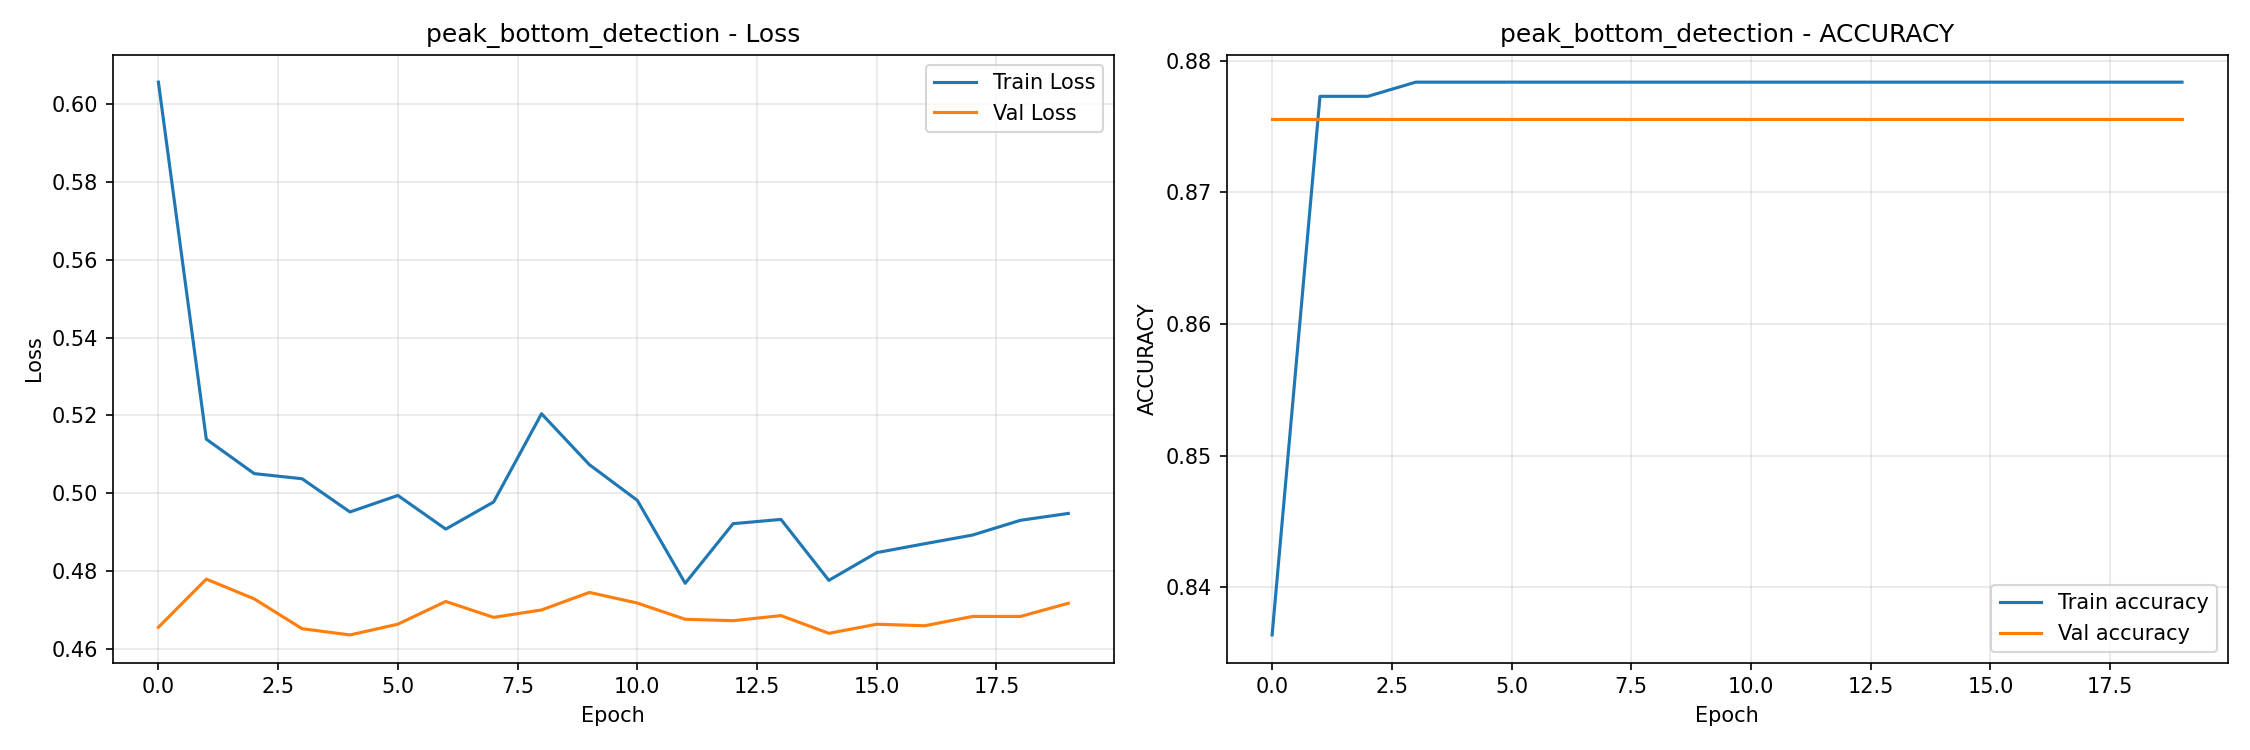 peak_bottom_detection - Loss
Train Loss
Val Loss
0.60
0.58
0.56
0.54
0.52
0.50
0.48
0.46
Loss
0.0
2.5
5.0
7.5
10.0
12.5
15.0
17.5
Epoch
peak_bottom_detection - ACCURACY
0.88
0.87
0.86
0.85
0.84
ACCURACY
Train accuracy
Val accuracy
0.0
2.5
5.0
7.5
10.0
12.5
15.0
17.5
Epoch